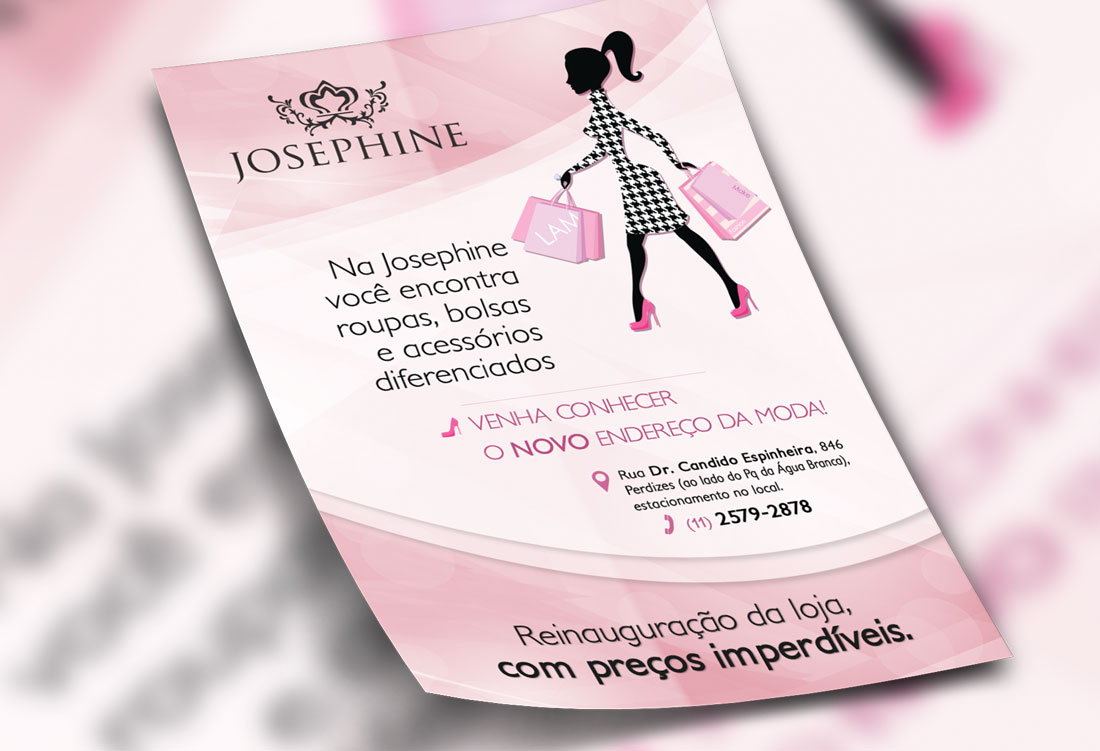 JOSEPHINE
LAM
Na Josephine
você encontra
roupas, bolsas
e acessórios
diferenciados
VENHA CONHECER
O NOVO ENDEREÇO DA MODA!
Rua Dr. Candido Espinheira, 846
Perdizes (ao lado do Pq da Água Branca),
estacionamento no local.
(11) 2579-2878
Reinauguração da loja,
com preços imperdíveis.